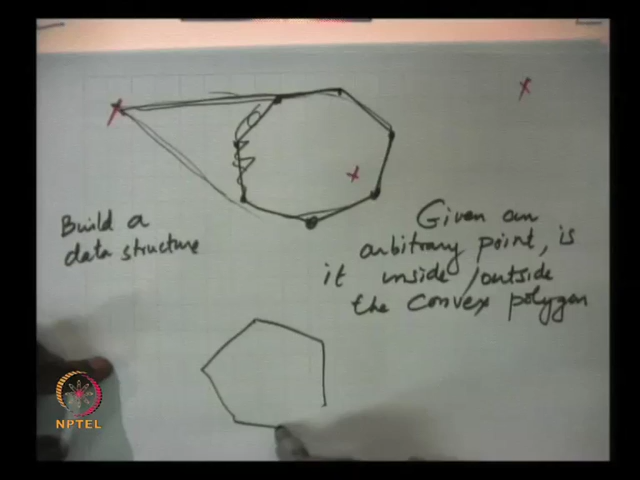 Build a
data structure
Given an
arbitrary point, is
it inside/outside
the convex polygon
NPTEL